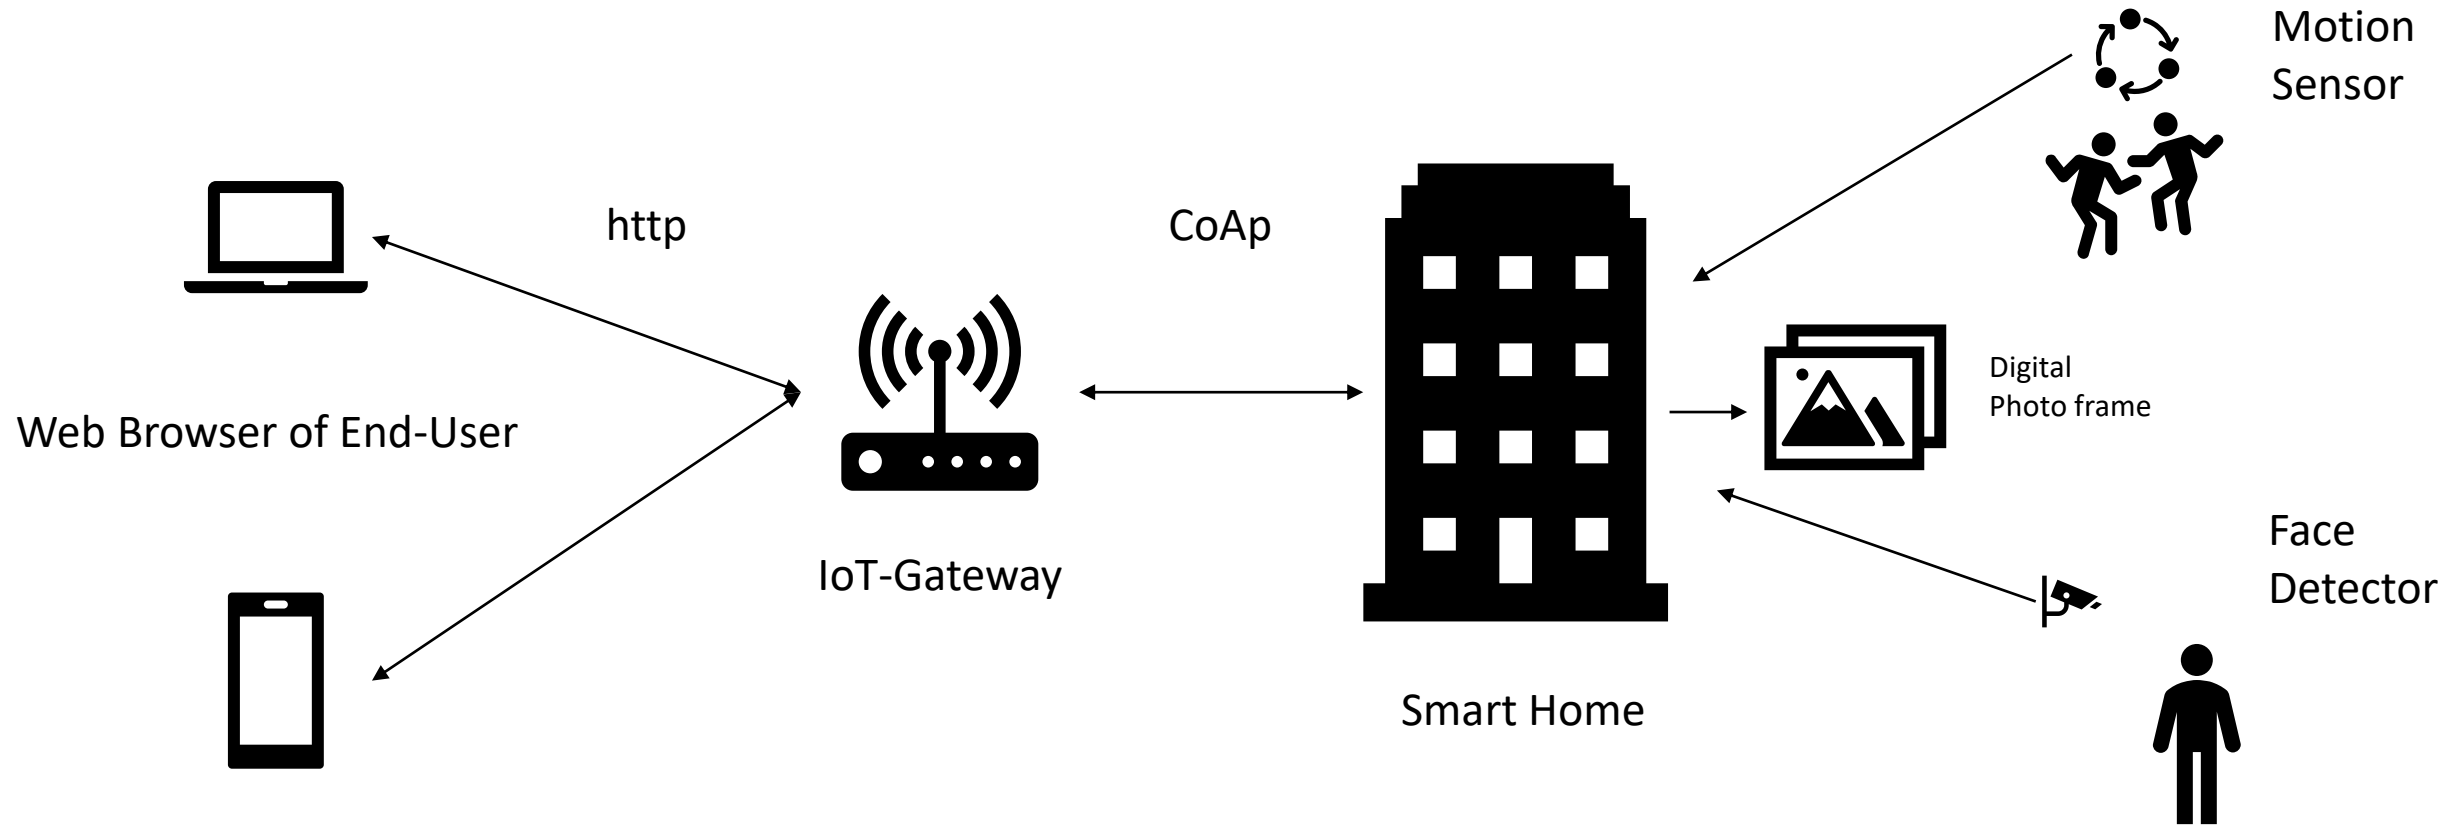 Motion
Sensor
http
CoAp
Digital
Photo frame
Web Browser of End-User
Face
Detector
IoT-Gateway
Smart Home